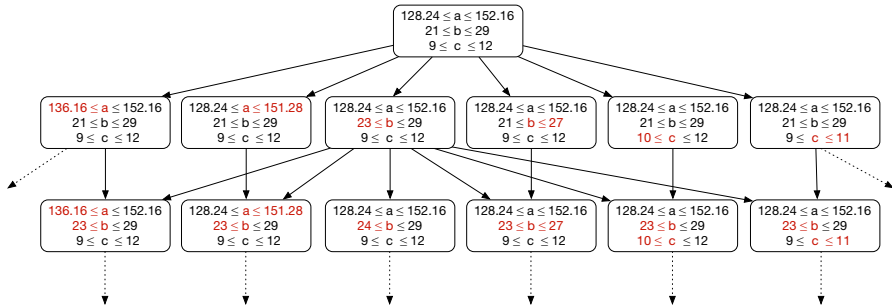 128.24 ≤ a ≤ 152.16
21 ≤ b ≤ 29
9 ≤ c ≤ 12
136.16 ≤ a ≤ 152.16
21 ≤ b ≤ 29
9 ≤ c ≤ 12
128.24 ≤ a ≤ 151.28
21 ≤ b ≤ 29
9 ≤ c ≤ 12
128.24 ≤ a ≤ 152.16
23 ≤ b ≤ 29
9 ≤ c ≤ 12
128.24 ≤ a ≤ 152.16
21 ≤ b ≤ 27
9 ≤ c ≤ 12
128.24 ≤ a ≤ 152.16
21 ≤ b ≤ 29
10 ≤ c ≤ 12
128.24 ≤ a ≤ 152.16
21 ≤ b ≤ 29
9 ≤ c ≤ 11
136.16 ≤ a ≤ 152.16
23 ≤ b ≤ 29
9 ≤ c ≤ 12
128.24 ≤ a ≤ 151.28
23 ≤ b ≤ 29
9 ≤ c ≤ 12
128.24 ≤ a ≤ 152.16
24 ≤ b ≤ 29
9 ≤ c ≤ 12
128.24 ≤ a ≤ 152.16
23 ≤ b ≤ 27
9 ≤ c ≤ 12
128.24 ≤ a ≤ 152.16
23 ≤ b ≤ 29
10 ≤ c ≤ 12
128.24 ≤ a ≤ 152.16
23 ≤ b ≤ 29
9 ≤ c ≤ 11